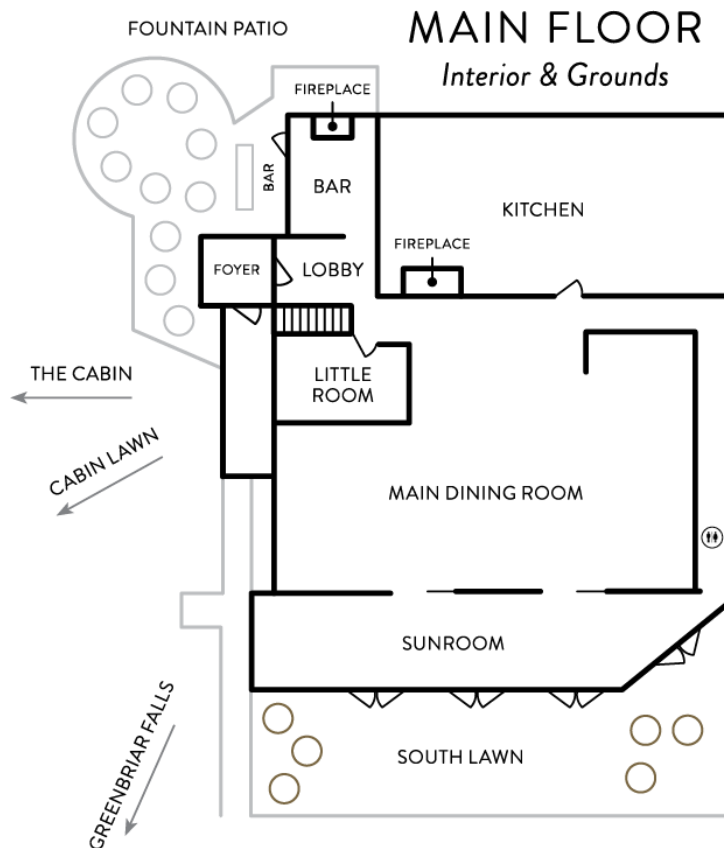 FOUNTAIN PATIO
MAIN FLOOR
Interior & Grounds
FIREPLACE
BAR
BAR
KITCHEN
FIREPLACE
FOYER
LOBBY
THE CABIN
LITTLE
ROOM
CABIN LAWN
MAIN DINING ROOM
SUNROOM
GREENBRIAR FALLS
SOUTH LAWN